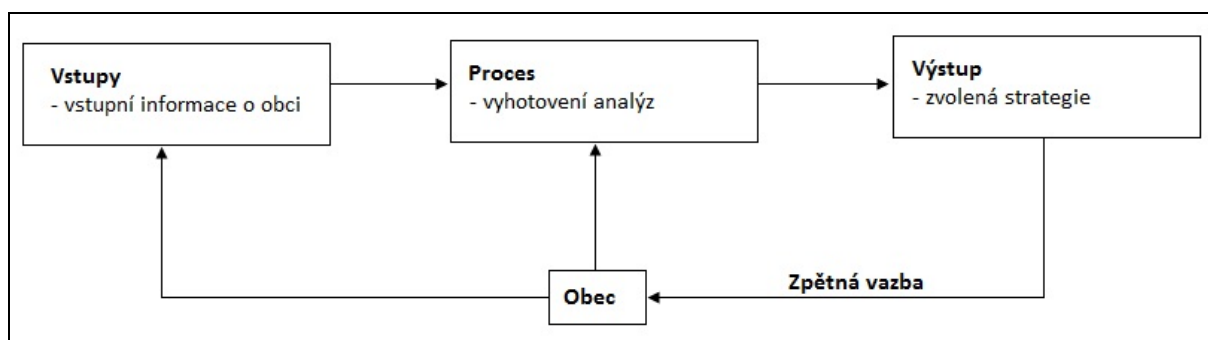 Vstupy
- vstupní informace o obci
Proces
- vyhotovení analýz
Výstup
- zvolená strategie
Zpětná vazba
Obec